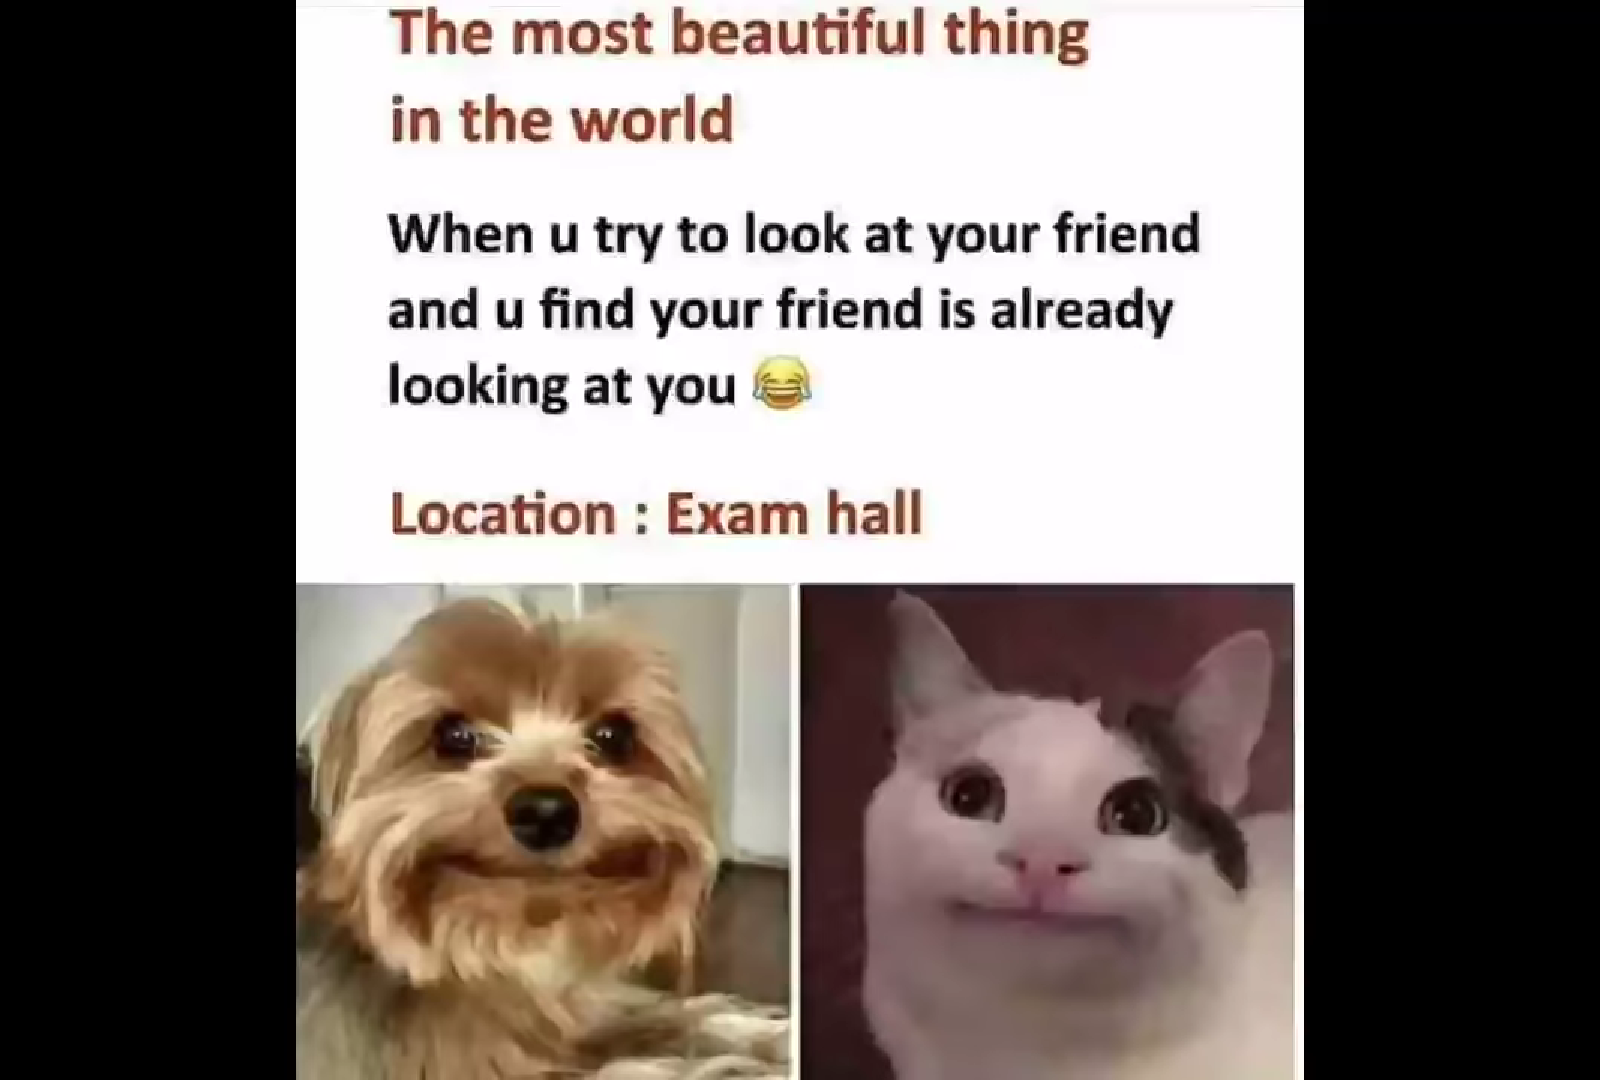 The most beautiful thing
in the world
When u try to look at your friend
and u find your friend is already
looking at you 😂
Location : Exam hall